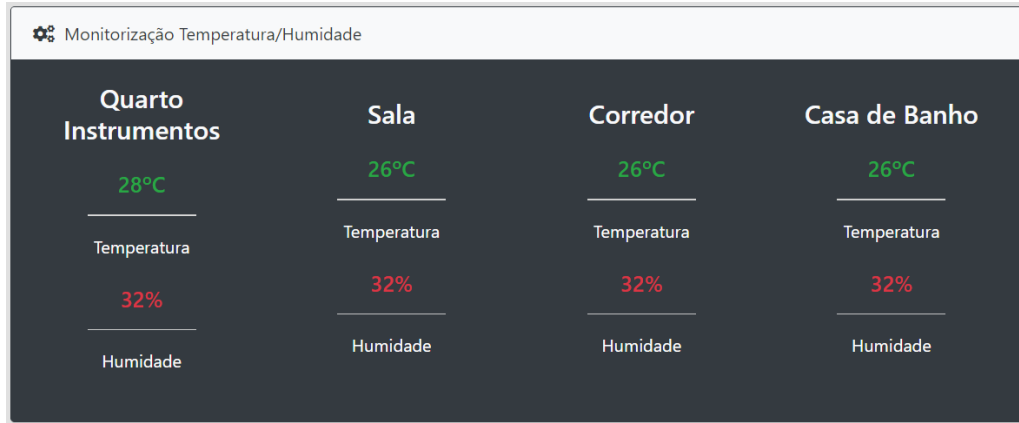 Monitorização Temperatura/Humidade
Quarto
Instrumentos
28ºC
Temperatura
32%
Humidade
Sala
26ºC
Temperatura
32%
Humidade
Corredor
26ºC
Temperatura
32%
Humidade
Casa de Banho
26ºC
Temperatura
32%
Humidade